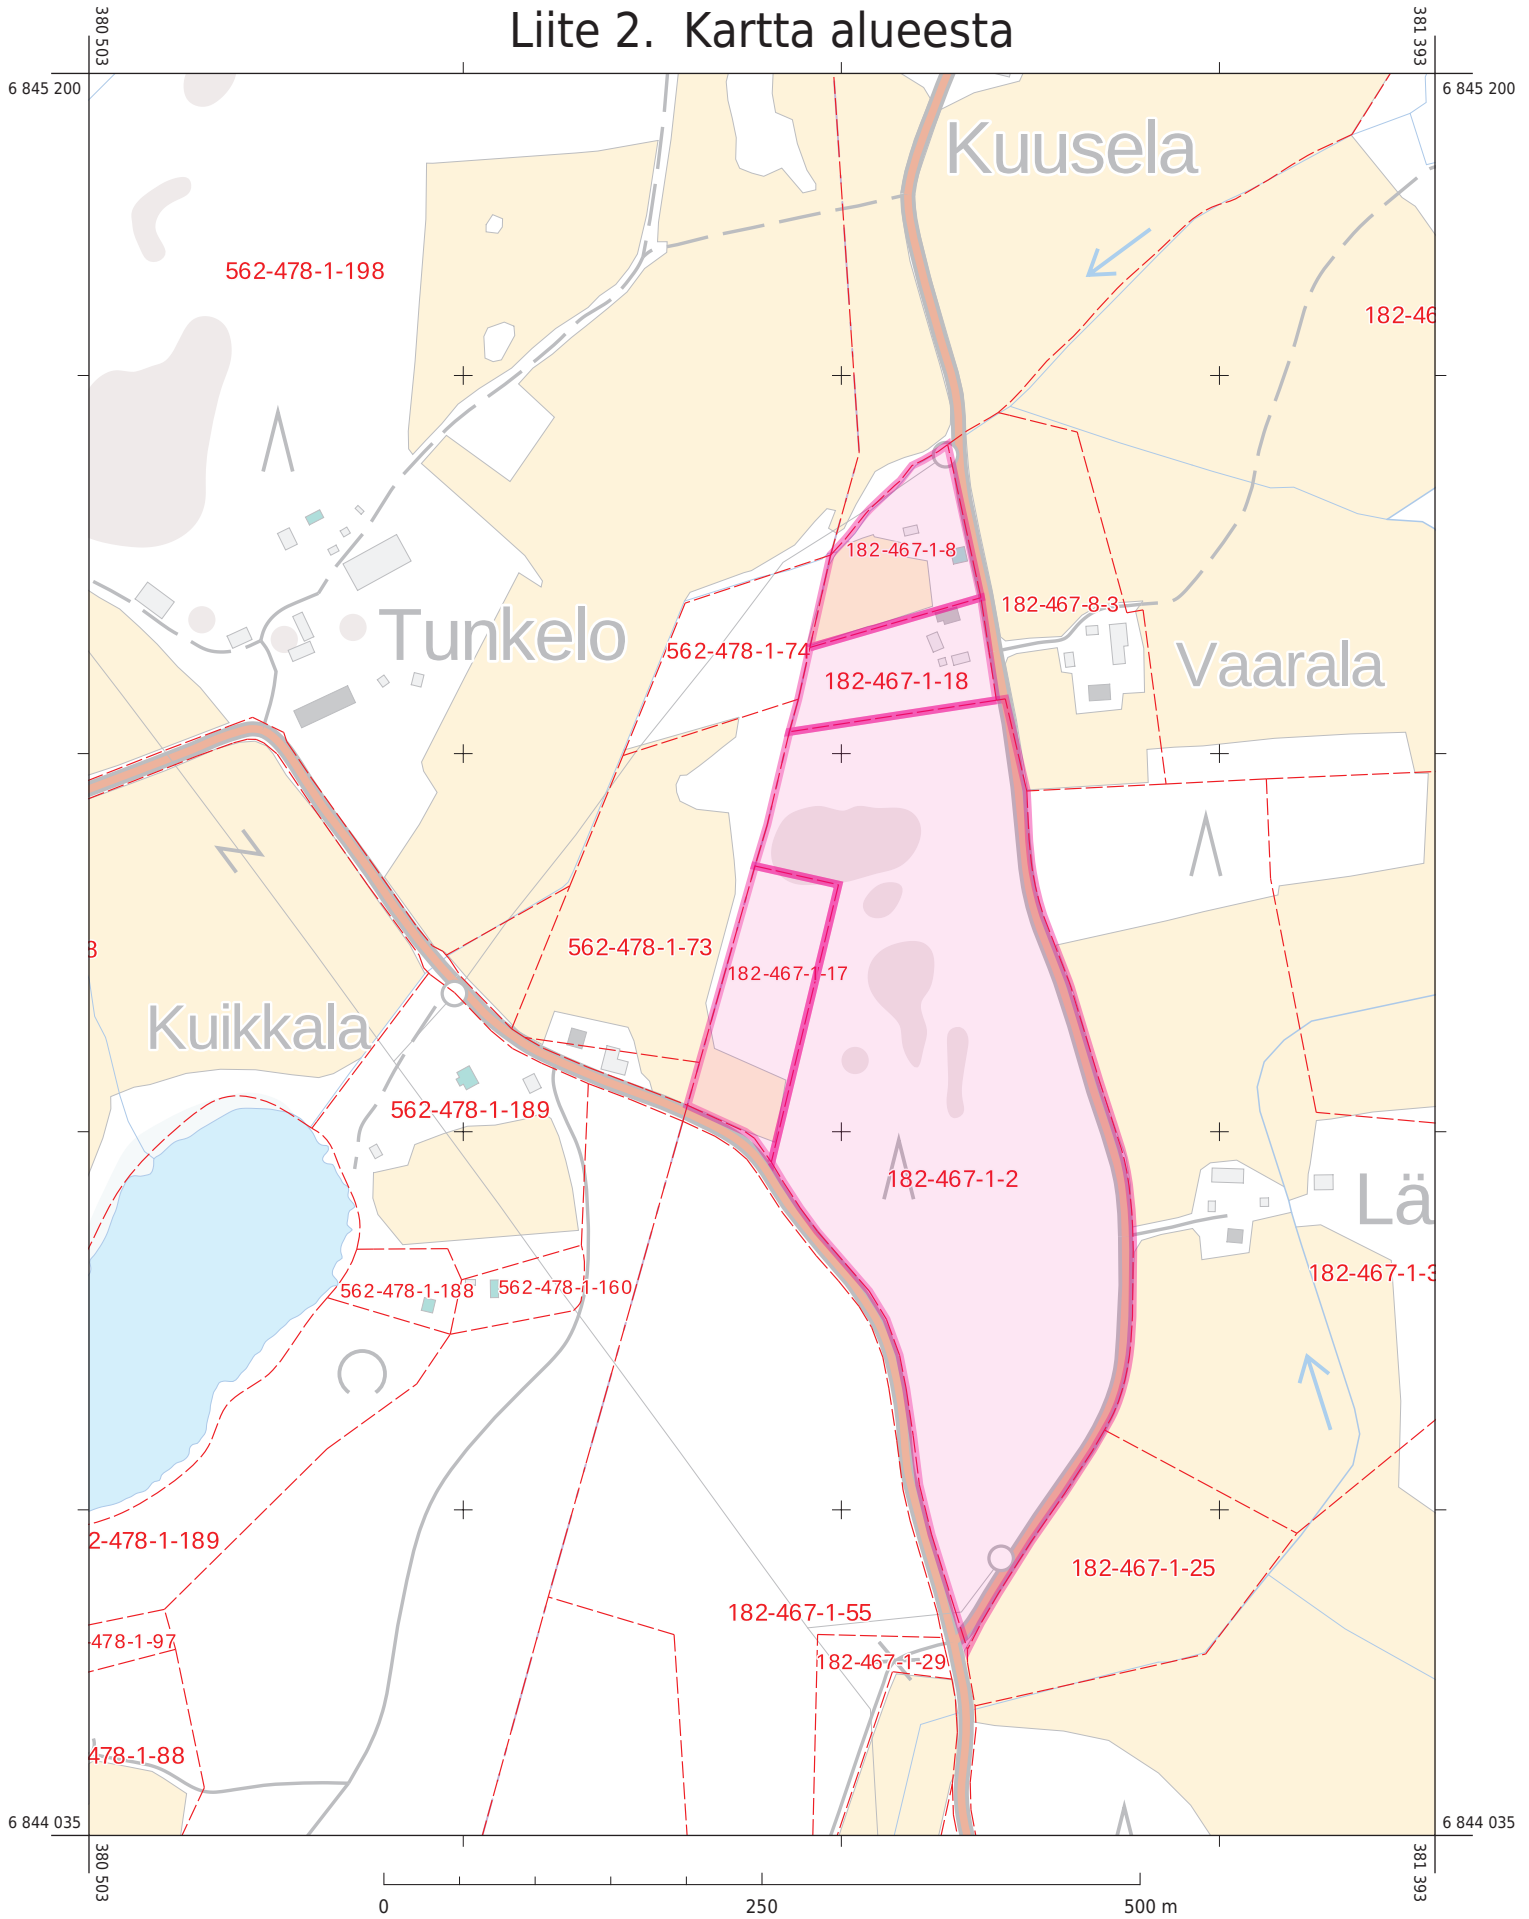 Liite 2. Kartta alueesta
380 503
381 393
6 845 200
6 845 200
Kuusela
562-478-1-198
182-46
182-467-1-8
182-467-8-3
Tunkelo
562-478-1-74
Vaarala
182-467-1-18
8
562-478-1-73
182-467-1-17
Kuikkala
562-478-1-189
182-467-1-2
Lä
182-467-1-3
562-478-1-188
562-478-1-160
2-478-1-189
182-467-1-25
182-467-1-55
478-1-97
182-467-1-29
478-1-88
6 844 035
6 844 035
380 503
381 393
0
250
500 m